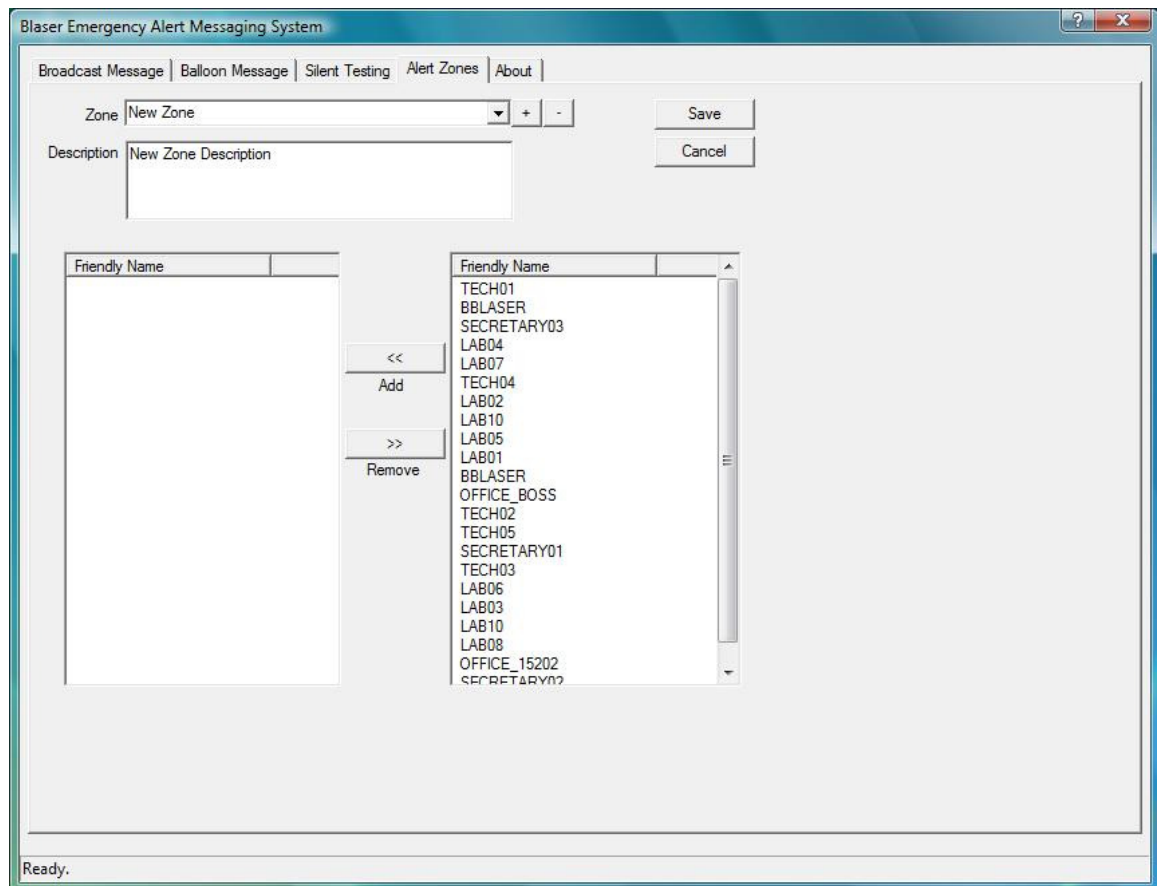 Blaser Emergency Alert Messaging System
?
X
Broadcast Message
Balloon Message
Silent Testing
Alert Zones
About
Zone
New Zone
+
-
Save
Description
New Zone Description
Cancel
Friendly Name
<<
Add
>>
Remove
Friendly Name
TECH01
BBLASER
SECRETARY03
LAB04
LAB07
TECH04
LAB02
LAB10
LAB05
LAB01
BBLASER
OFFICE_BOSS
TECH02
TECH05
SECRETARY01
TECH03
LAB06
LAB03
LAB10
LAB08
OFFICE_15202
SECRETARY02
Ready.